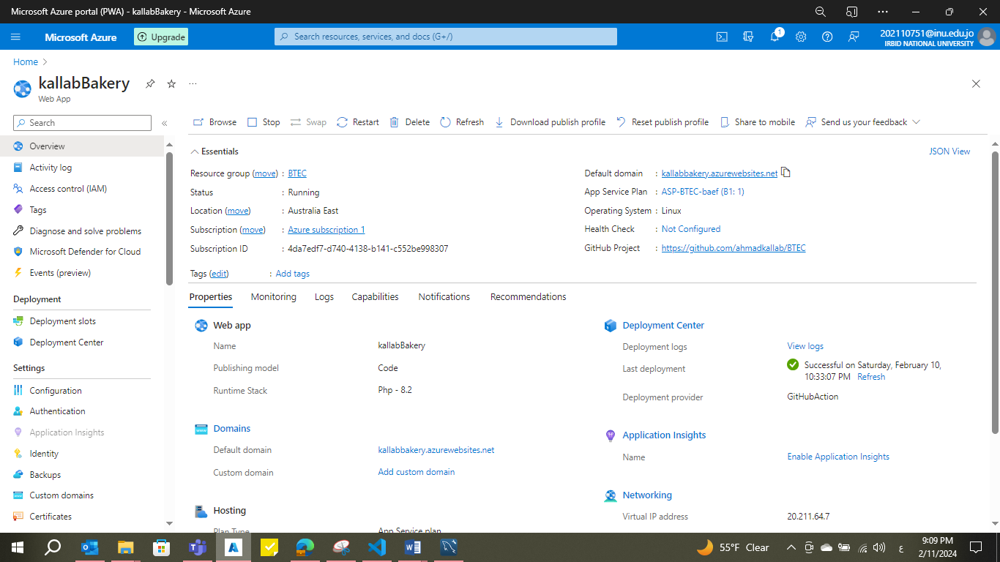 Microsoft Azure portal (PWA) - kallabBakery - Microsoft Azure
Microsoft Azure
Upgrade
Search resources, services, and docs (G+/)
1
202110751@inu.edu.jo
IRBID NATIONAL UNIVERSITY
Home
kallabBakery
Web App
Search
Overview
Activity log
Access control (IAM)
Tags
Diagnose and solve problems
Microsoft Defender for Cloud
Events (preview)
Deployment
Deployment slots
Deployment Center
Settings
Configuration
Authentication
Application Insights
Identity
Backups
Custom domains
Certificates
Browse Stop Swap Restart Delete Refresh Download publish profile Reset publish profile Share to mobile Send us your feedback
Essentials
JSON View
Resource group (move) : BTEC
Status : Running
Location (move) : Australia East
Subscription (move) : Azure subscription 1
Subscription ID : 4da7edf7-d740-4138-b141-c552be998307
Default domain : kallabbakery.azurewebsites.net
App Service Plan : ASP-BTEC-baef (B1: 1)
Operating System : Linux
Health Check : Not Configured
GitHub Project : https://github.com/ahmadkallab/BTEC
Tags (edit) : Add tags
Properties Monitoring Logs Capabilities Notifications Recommendations
Web app
Name kallabBakery
Publishing model Code
Runtime Stack Php - 8.2
Domains
Default domain kallabbakery.azurewebsites.net
Custom domain Add custom domain
Hosting
Plan Type App Service plan
Deployment Center
Deployment logs View logs
Last deployment Successful on Saturday, February 10,
10:33:07 PM Refresh
Deployment provider GitHubAction
Application Insights
Name Enable Application Insights
Networking
Virtual IP address 20.211.64.7
55°F Clear
ع
9:09 PM
2/11/2024